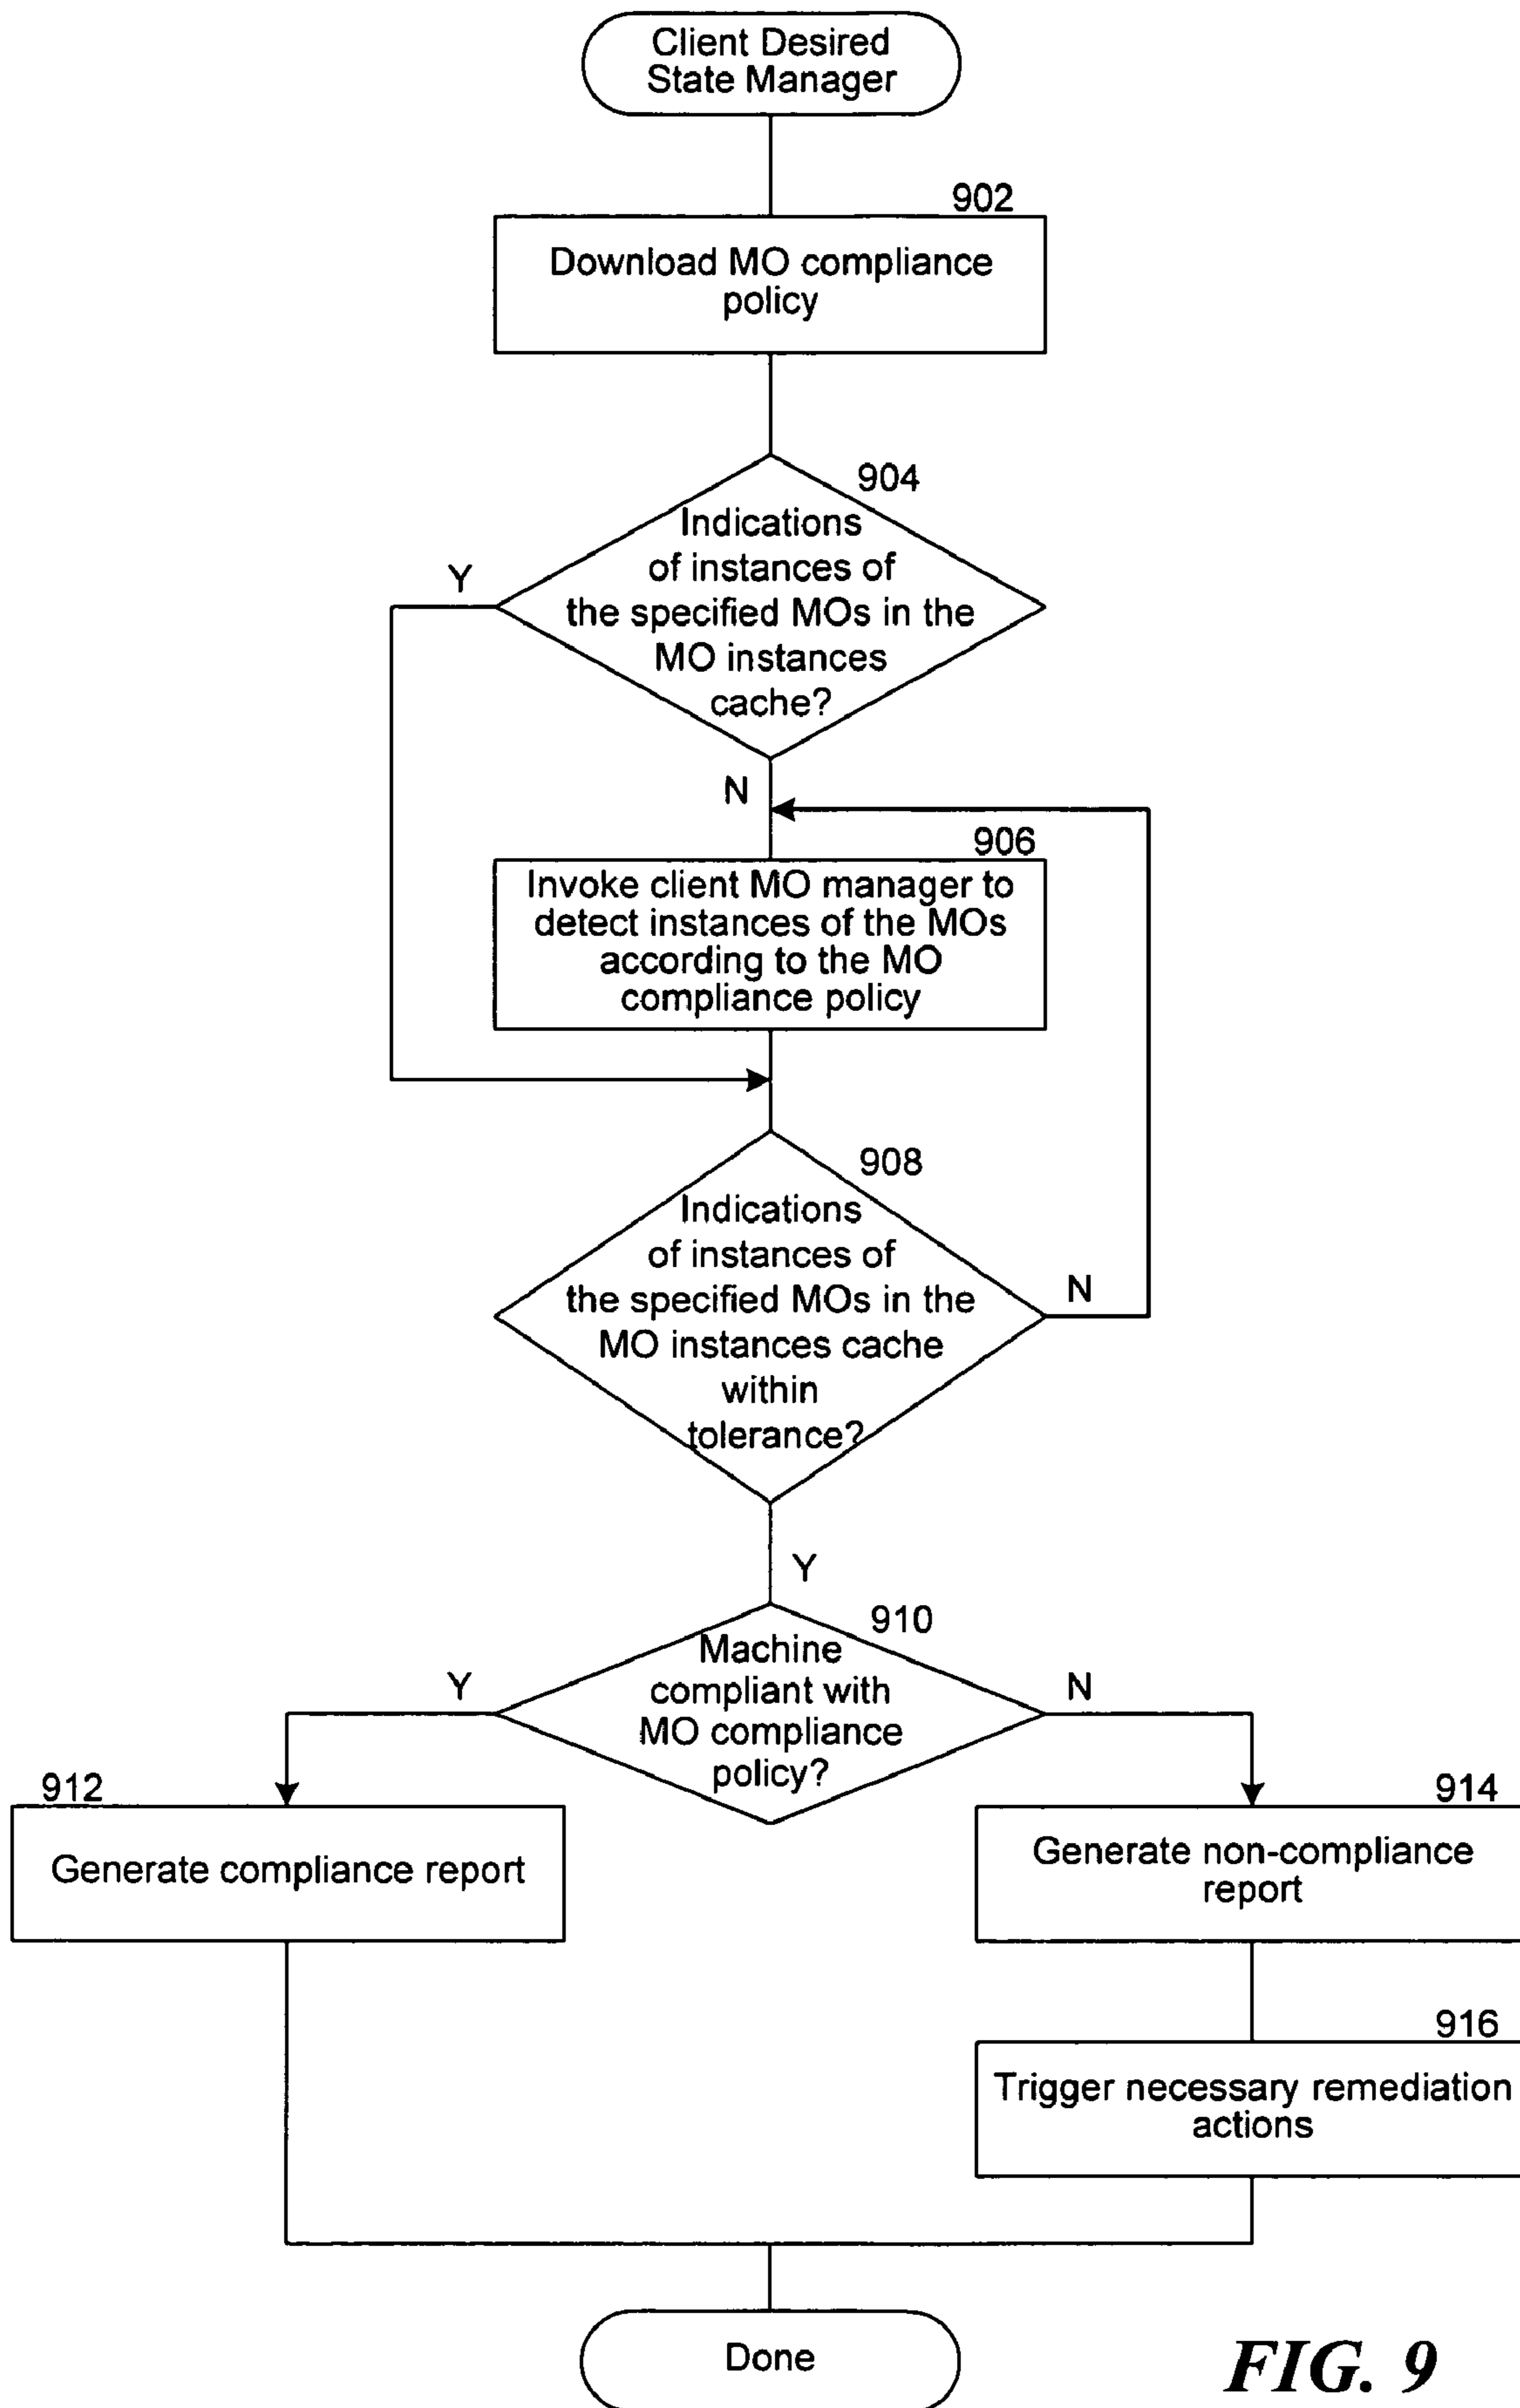 Client Desired
State Manager
902
Download MO compliance
policy
904
Indications
of instances of
the specified MOs in the
MO instances
cache?
Y
N
906
Invoke client MO manager to
detect instances of the MOs
according to the MO
compliance policy
908
Indications
of instances of
the specified MOs in the
MO instances cache
within
tolerance?
N
Y
910
Machine
compliant with
MO compliance
policy?
Y
N
912
Generate compliance report
914
Generate non-compliance
report
916
Trigger necessary remediation
actions
Done
FIG. 9